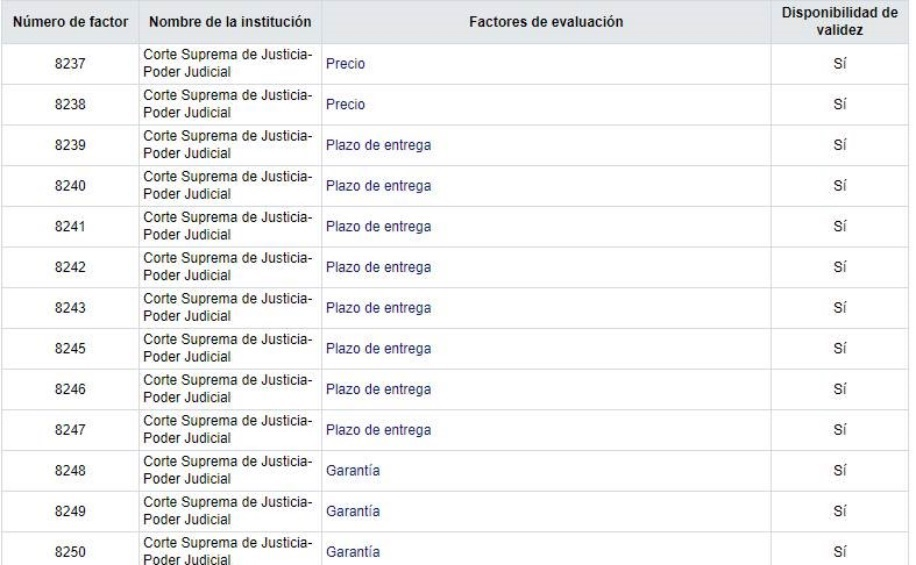 Número de factor Nombre de la institución Factores de evaluación Disponibilidad de
validez
8237 Corte Suprema de Justicia-
Poder Judicial Precio Sí
8238 Corte Suprema de Justicia-
Poder Judicial Precio Sí
8239 Corte Suprema de Justicia-
Poder Judicial Plazo de entrega Sí
8240 Corte Suprema de Justicia-
Poder Judicial Plazo de entrega Sí
8241 Corte Suprema de Justicia-
Poder Judicial Plazo de entrega Sí
8242 Corte Suprema de Justicia-
Poder Judicial Plazo de entrega Sí
8243 Corte Suprema de Justicia-
Poder Judicial Plazo de entrega Sí
8245 Corte Suprema de Justicia-
Poder Judicial Plazo de entrega Sí
8246 Corte Suprema de Justicia-
Poder Judicial Plazo de entrega Sí
8247 Corte Suprema de Justicia-
Poder Judicial Plazo de entrega Sí
8248 Corte Suprema de Justicia-
Poder Judicial Garantía Sí
8249 Corte Suprema de Justicia-
Poder Judicial Garantía Sí
8250 Corte Suprema de Justicia-
Poder Judicial Garantía Sí